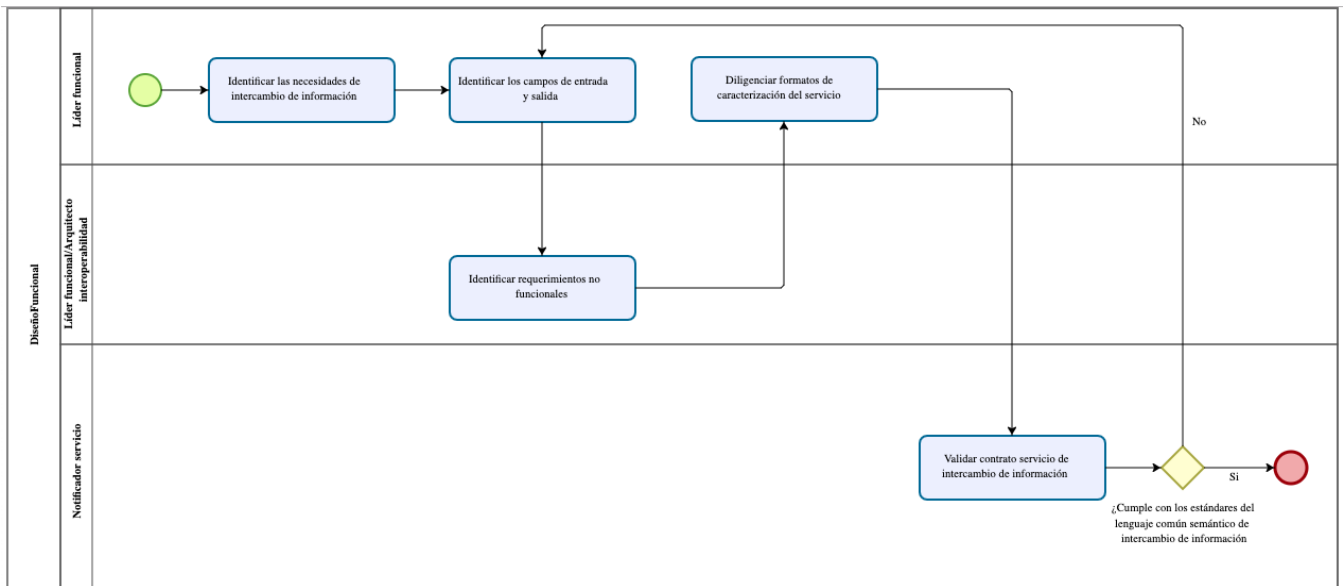 DiseñoFuncional
Líder funcional
Identificar las necesidades de
intercambio de información
Identificar los campos de entrada
y salida
Diligenciar formatos de
caracterización del servicio
No
Líder funcional/Arquitecto
interoperabilidad
Identificar requerimientos no
funcionales
Notificador servicio
Validar contrato servicio de
intercambio de información
Si
¿Cumple con los estándares del
lenguaje común semántico de
intercambio de información